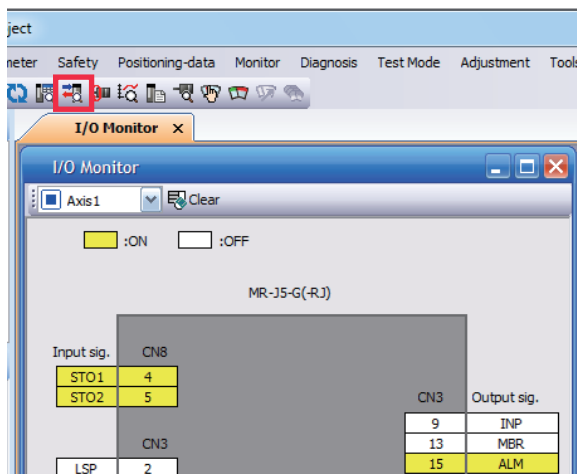 ject
meter Safety Positioning-data Monitor Diagnosis Test Mode Adjustment Tools
I/O Monitor x
I/O Monitor
Axis1 Clear
:ON :OFF
MR-J5-G(-RJ)
Input sig. CN8
STO1 4
STO2 5
CN3 Output sig.
9 INP
13 MBR
CN3
15 ALM
LSP 2